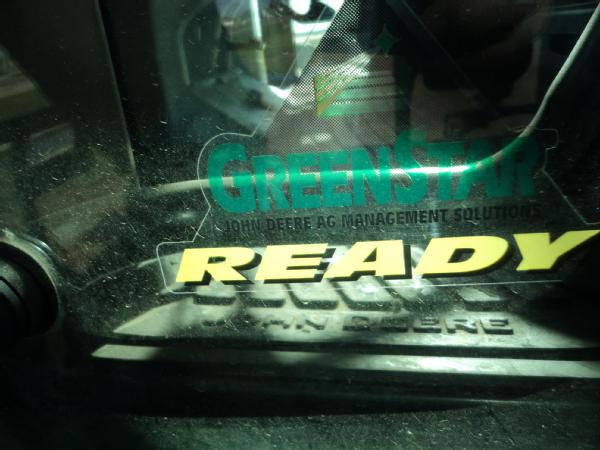 GREENSTAR
JOHN DEERE AG MANAGEMENT SOLUTIONS
READY
JOHN DEERE